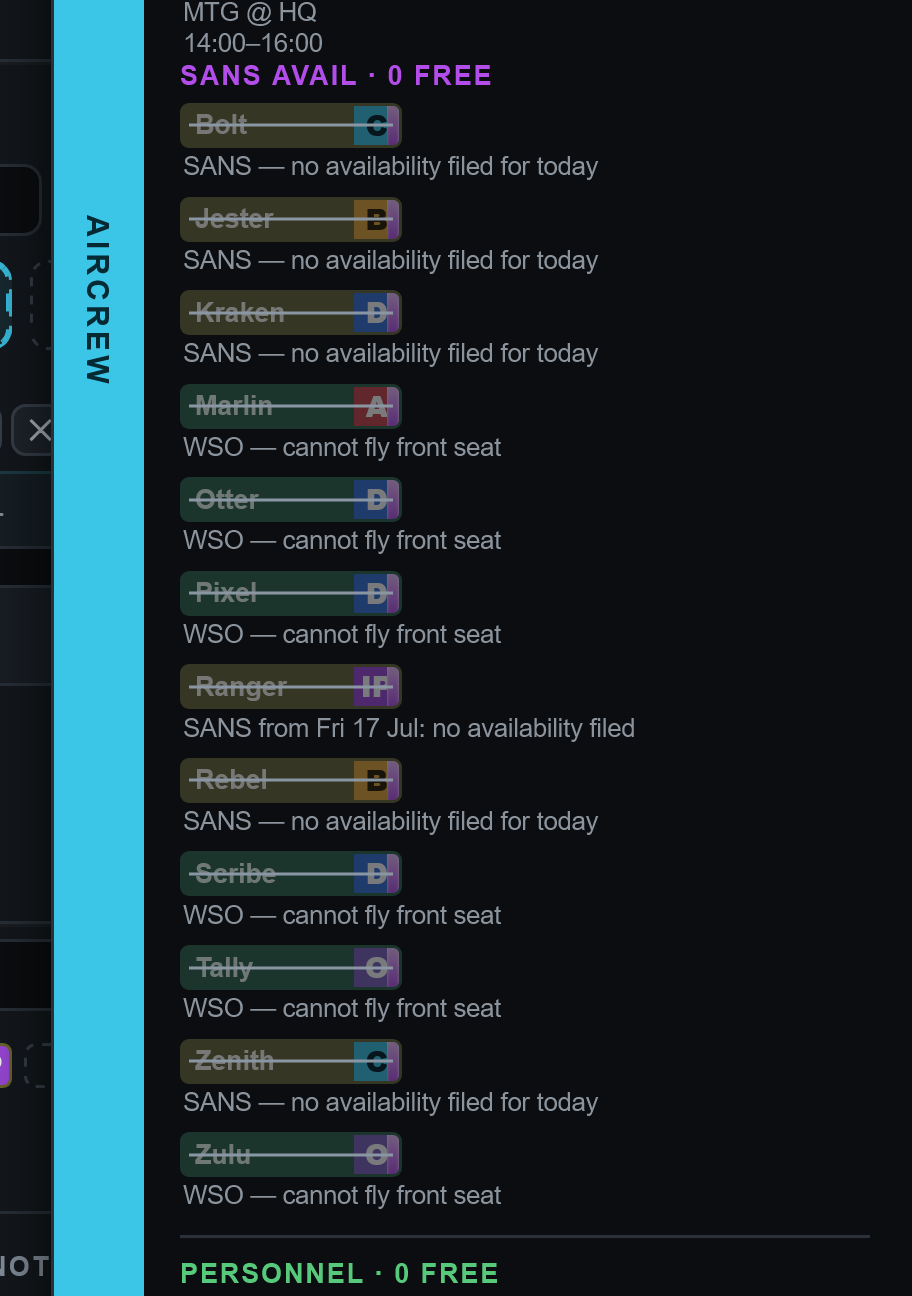 MTG @ HQ
14:00–16:00
SANS AVAIL · 0 FREE
Bolt C
SANS — no availability filed for today
Jester B
SANS — no availability filed for today
Kraken D
SANS — no availability filed for today
Marlin A
WSO — cannot fly front seat
Otter D
WSO — cannot fly front seat
Pixel D
WSO — cannot fly front seat
Ranger IP
SANS from Fri 17 Jul: no availability filed
Rebel B
SANS — no availability filed for today
Scribe D
WSO — cannot fly front seat
Tally O
WSO — cannot fly front seat
Zenith C
SANS — no availability filed for today
Zulu O
WSO — cannot fly front seat
PERSONNEL · 0 FREE
AIRCREW
NOT